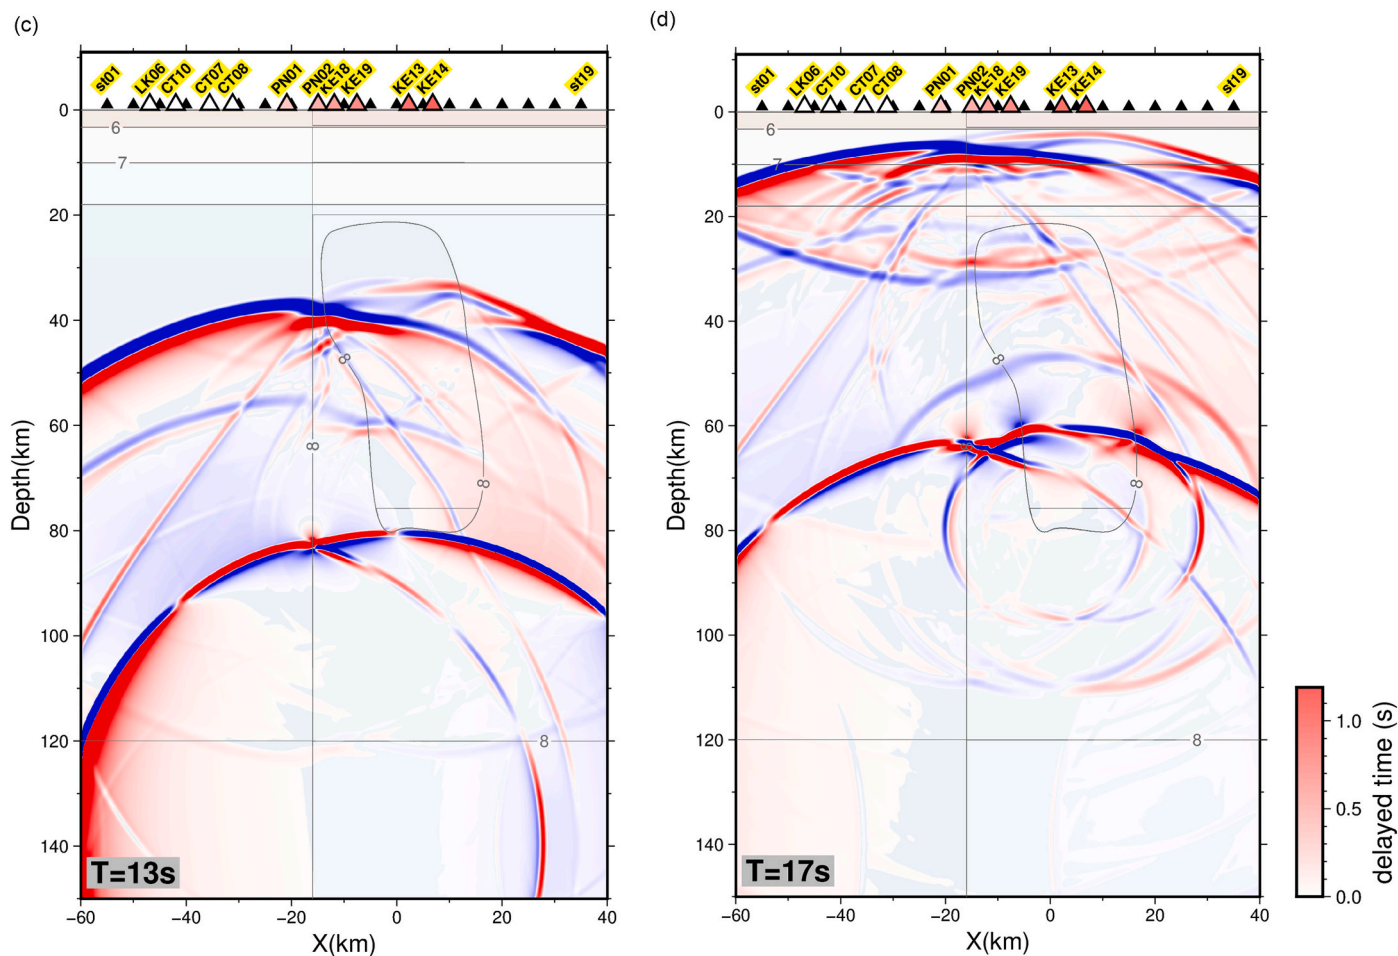 (c)
(d)
st01 LK06 CT10 CT07 CT08 PN01 PN02 KE18 KE19 KE13 KE14 st19
st01 LK06 CT10 CT07 CT08 PN01 PN02 KE18 KE19 KE13 KE14 st19
0
20
40
60
80
100
120
140
Depth(km)
6
7
8
8
8
8
T=13s
−60 −40 −20 0 20 40
X(km)
0
20
40
60
80
100
120
140
Depth(km)
6
7
8
8
8
T=17s
−60 −40 −20 0 20 40
X(km)
1.0
0.5
0.0
delayed time (s)